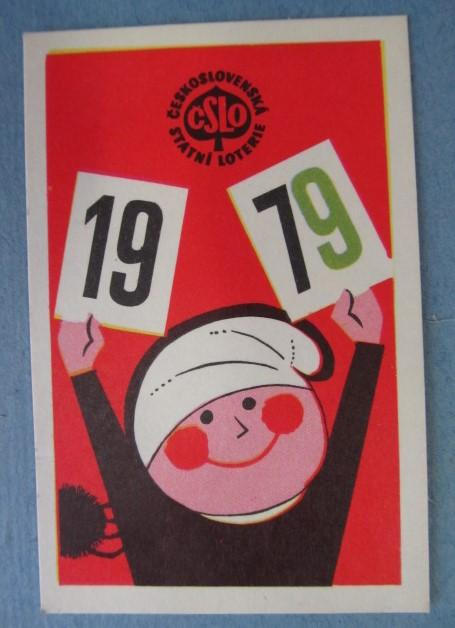 ČESKOSLOVENSKÁ
ČSLO
STÁTNÍ LOTERIE
19 79